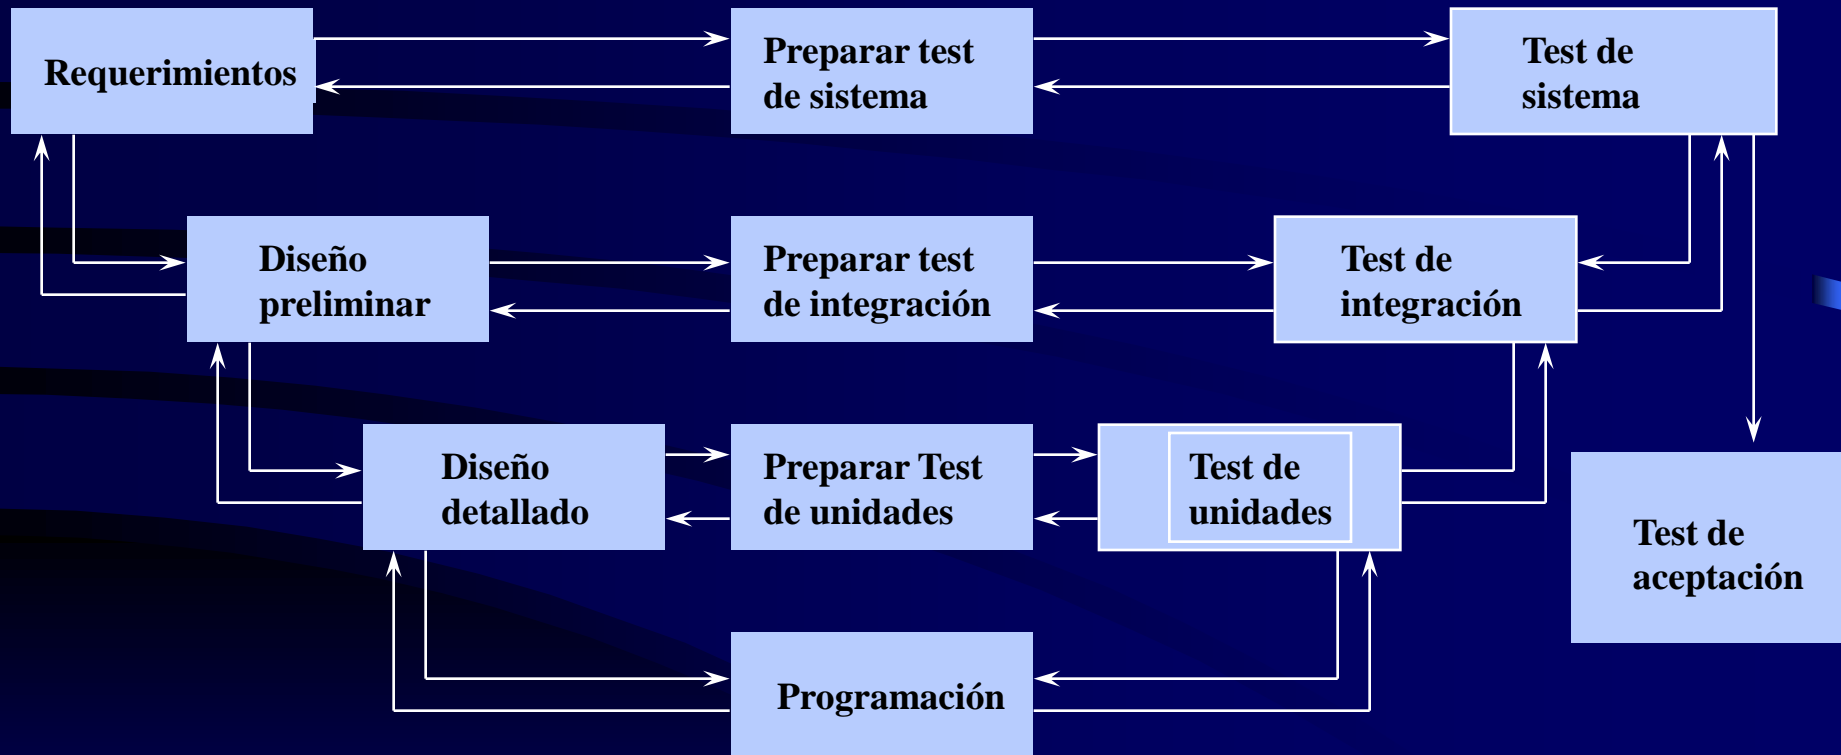 Requerimientos
Preparar test
de sistema
Test de
sistema
Diseño
preliminar
Preparar test
de integración
Test de
integración
Diseño
detallado
Preparar Test
de unidades
Test de
unidades
Test de
aceptación
Programación